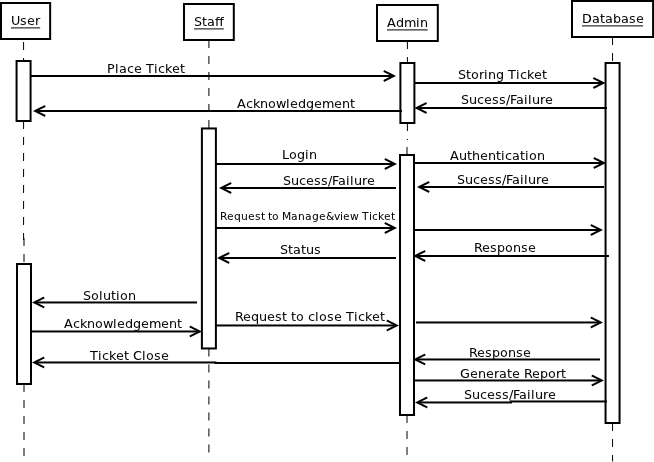 User
Staff
Admin
Database
Place Ticket
Storing Ticket
Acknowledgement
Sucess/Failure
Login
Authentication
Sucess/Failure
Sucess/Failure
Request to Manage&view Ticket
Status
Response
Solution
Acknowledgement
Request to close Ticket
Ticket Close
Response
Generate Report
Sucess/Failure